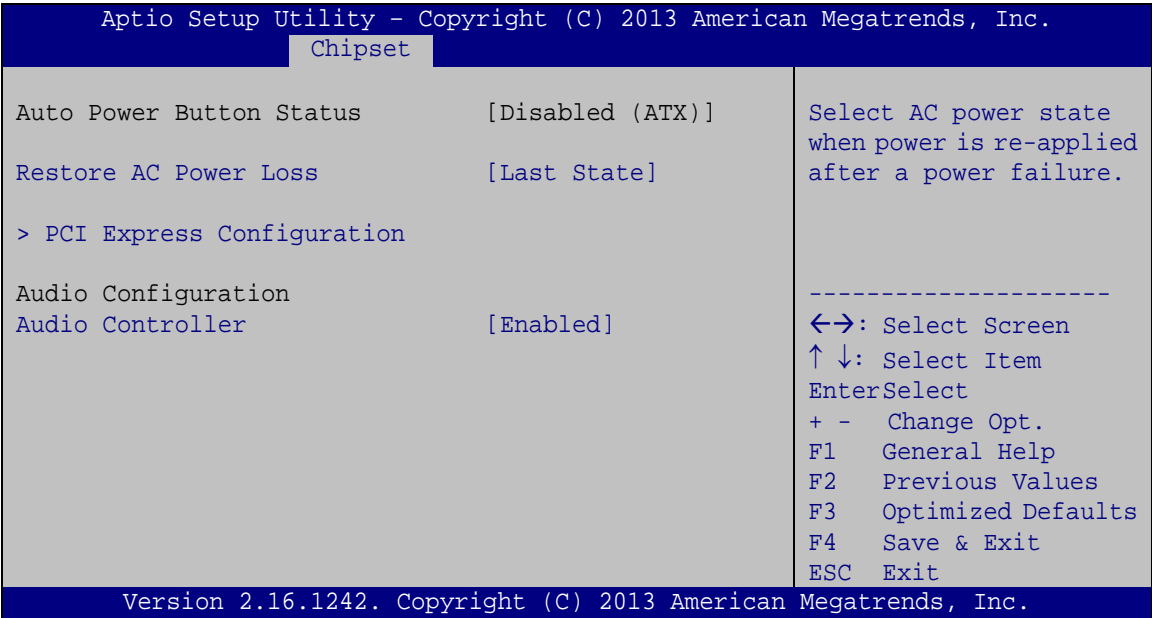 Aptio Setup Utility – Copyright (C) 2013 American Megatrends, Inc.
Chipset
Auto Power Button Status [Disabled (ATX)]
Restore AC Power Loss [Last State]
> PCI Express Configuration
Audio Configuration
Audio Controller [Enabled]
Select AC power state
when power is re-applied
after a power failure.
---------------------
←→: Select Screen
↑ ↓: Select Item
EnterSelect
+ - Change Opt.
F1 General Help
F2 Previous Values
F3 Optimized Defaults
F4 Save & Exit
ESC Exit
Version 2.16.1242. Copyright (C) 2013 American Megatrends, Inc.